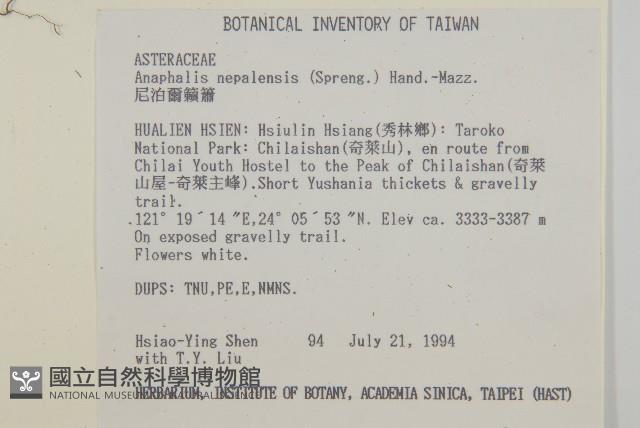 BOTANICAL INVENTORY OF TAIWAN
ASTERACEAE
Anaphalis nepalensis (Spreng.) Hand.-Mazz.
尼泊爾籟簫
HUALIEN HSIEN: Hsiulin Hsiang(秀林鄉): Taroko
National Park: Chilaishan(奇萊山), en route from
Chilai Youth Hostel to the Peak of Chilaishan(奇萊
山屋-奇萊主峰).Short Yushania thickets & gravelly
trail.
.121° 19´14 ″E,24° 05´53 ″N. Elev ca. 3333-3387 m
On exposed gravelly trail.
Flowers white.
DUPS: TNU,PE,E,NMNS.
Hsiao-Ying Shen 94 July 21, 1994
with T.Y. Liu
國立自然科學博物館
NATIONAL MUSEUM OF NATURAL SCIENCE
HERBARIUM, INSTITUTE OF BOTANY, ACADEMIA SINICA, TAIPEI (HAST)